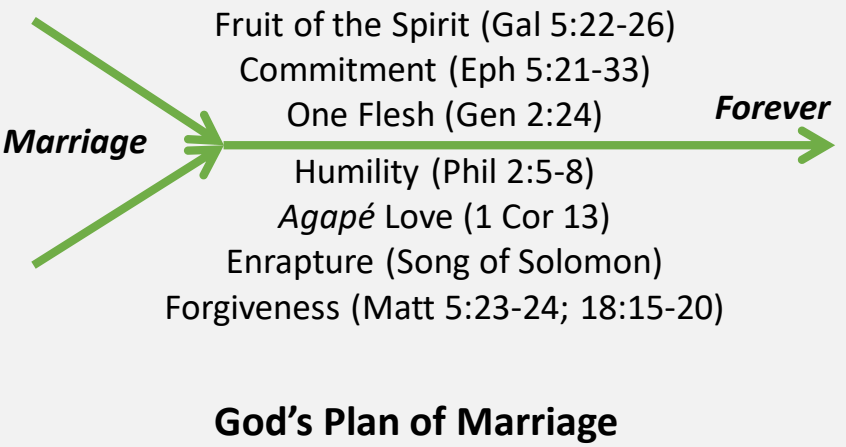 Fruit of the Spirit (Gal 5:22-26)
Commitment (Eph 5:21-33)
One Flesh (Gen 2:24)
Forever
Marriage
Humility (Phil 2:5-8)
Agapé Love (1 Cor 13)
Enrapture (Song of Solomon)
Forgiveness (Matt 5:23-24; 18:15-20)
God’s Plan of Marriage